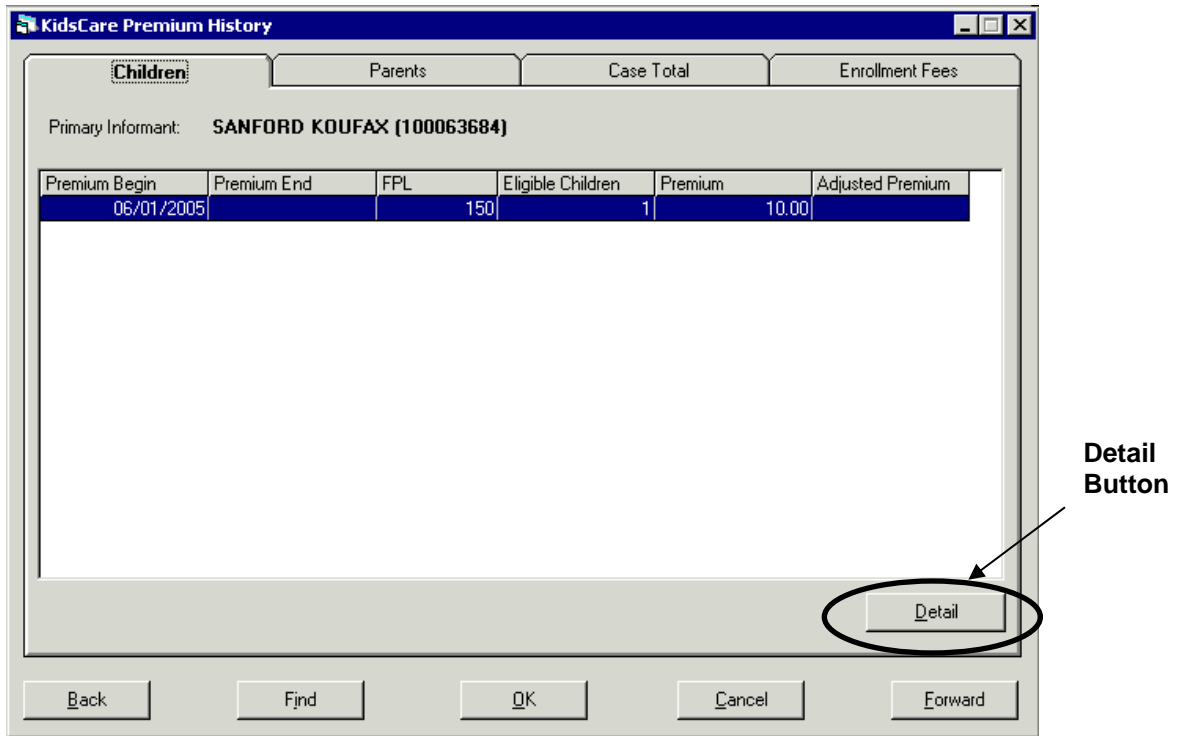 KidsCare Premium History
Children Parents Case Total Enrollment Fees
Primary Informant: SANFORD KOUFAX (100063684)
Premium Begin Premium End FPL Eligible Children Premium Adjusted Premium
06/01/2005 150 1 10.00
Detail
Button
Detail
Back Find OK Cancel Forward